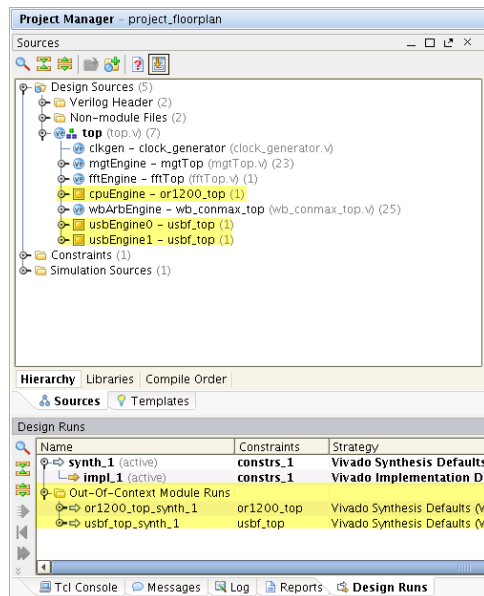 Project Manager - project_floorplan
Sources
Design Sources (5)
Verilog Header (2)
Non-module Files (2)
top (top.v) (7)
clkgen - clock_generator (clock_generator.v)
mgtEngine - mgtTop (mgtTop.v) (23)
fftEngine - fftTop (fftTop.v) (1)
cpuEngine - or1200_top (1)
wbArbEngine - wb_conmax_top (wb_conmax_top.v) (25)
usbEngine0 - usbf_top (1)
usbEngine1 - usbf_top (1)
Constraints (1)
Simulation Sources (1)
Hierarchy Libraries Compile Order
Sources Templates
Design Runs
Name Constraints Strategy
synth_1 (active) constrs_1 Vivado Synthesis Defaults
impl_1 (active) constrs_1 Vivado Implementation D
Out-Of-Context Module Runs
or1200_top_synth_1 or1200_top Vivado Synthesis Defaults (V
usbf_top_synth_1 usbf_top Vivado Synthesis Defaults (V
Tcl Console Messages Log Reports Design Runs